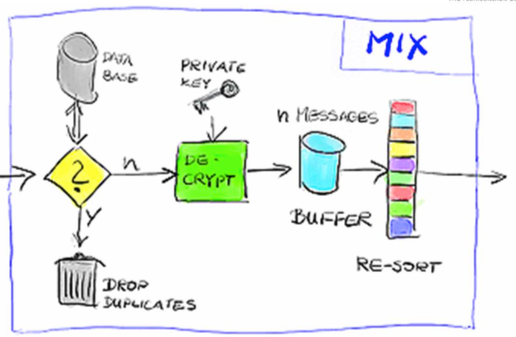 MIX
DATA
BASE
PRIVATE
KEY
n MESSAGES
?
n
DE-
CRYPT
Y
BUFFER
RE-SORT
DROP
DUPLICATES